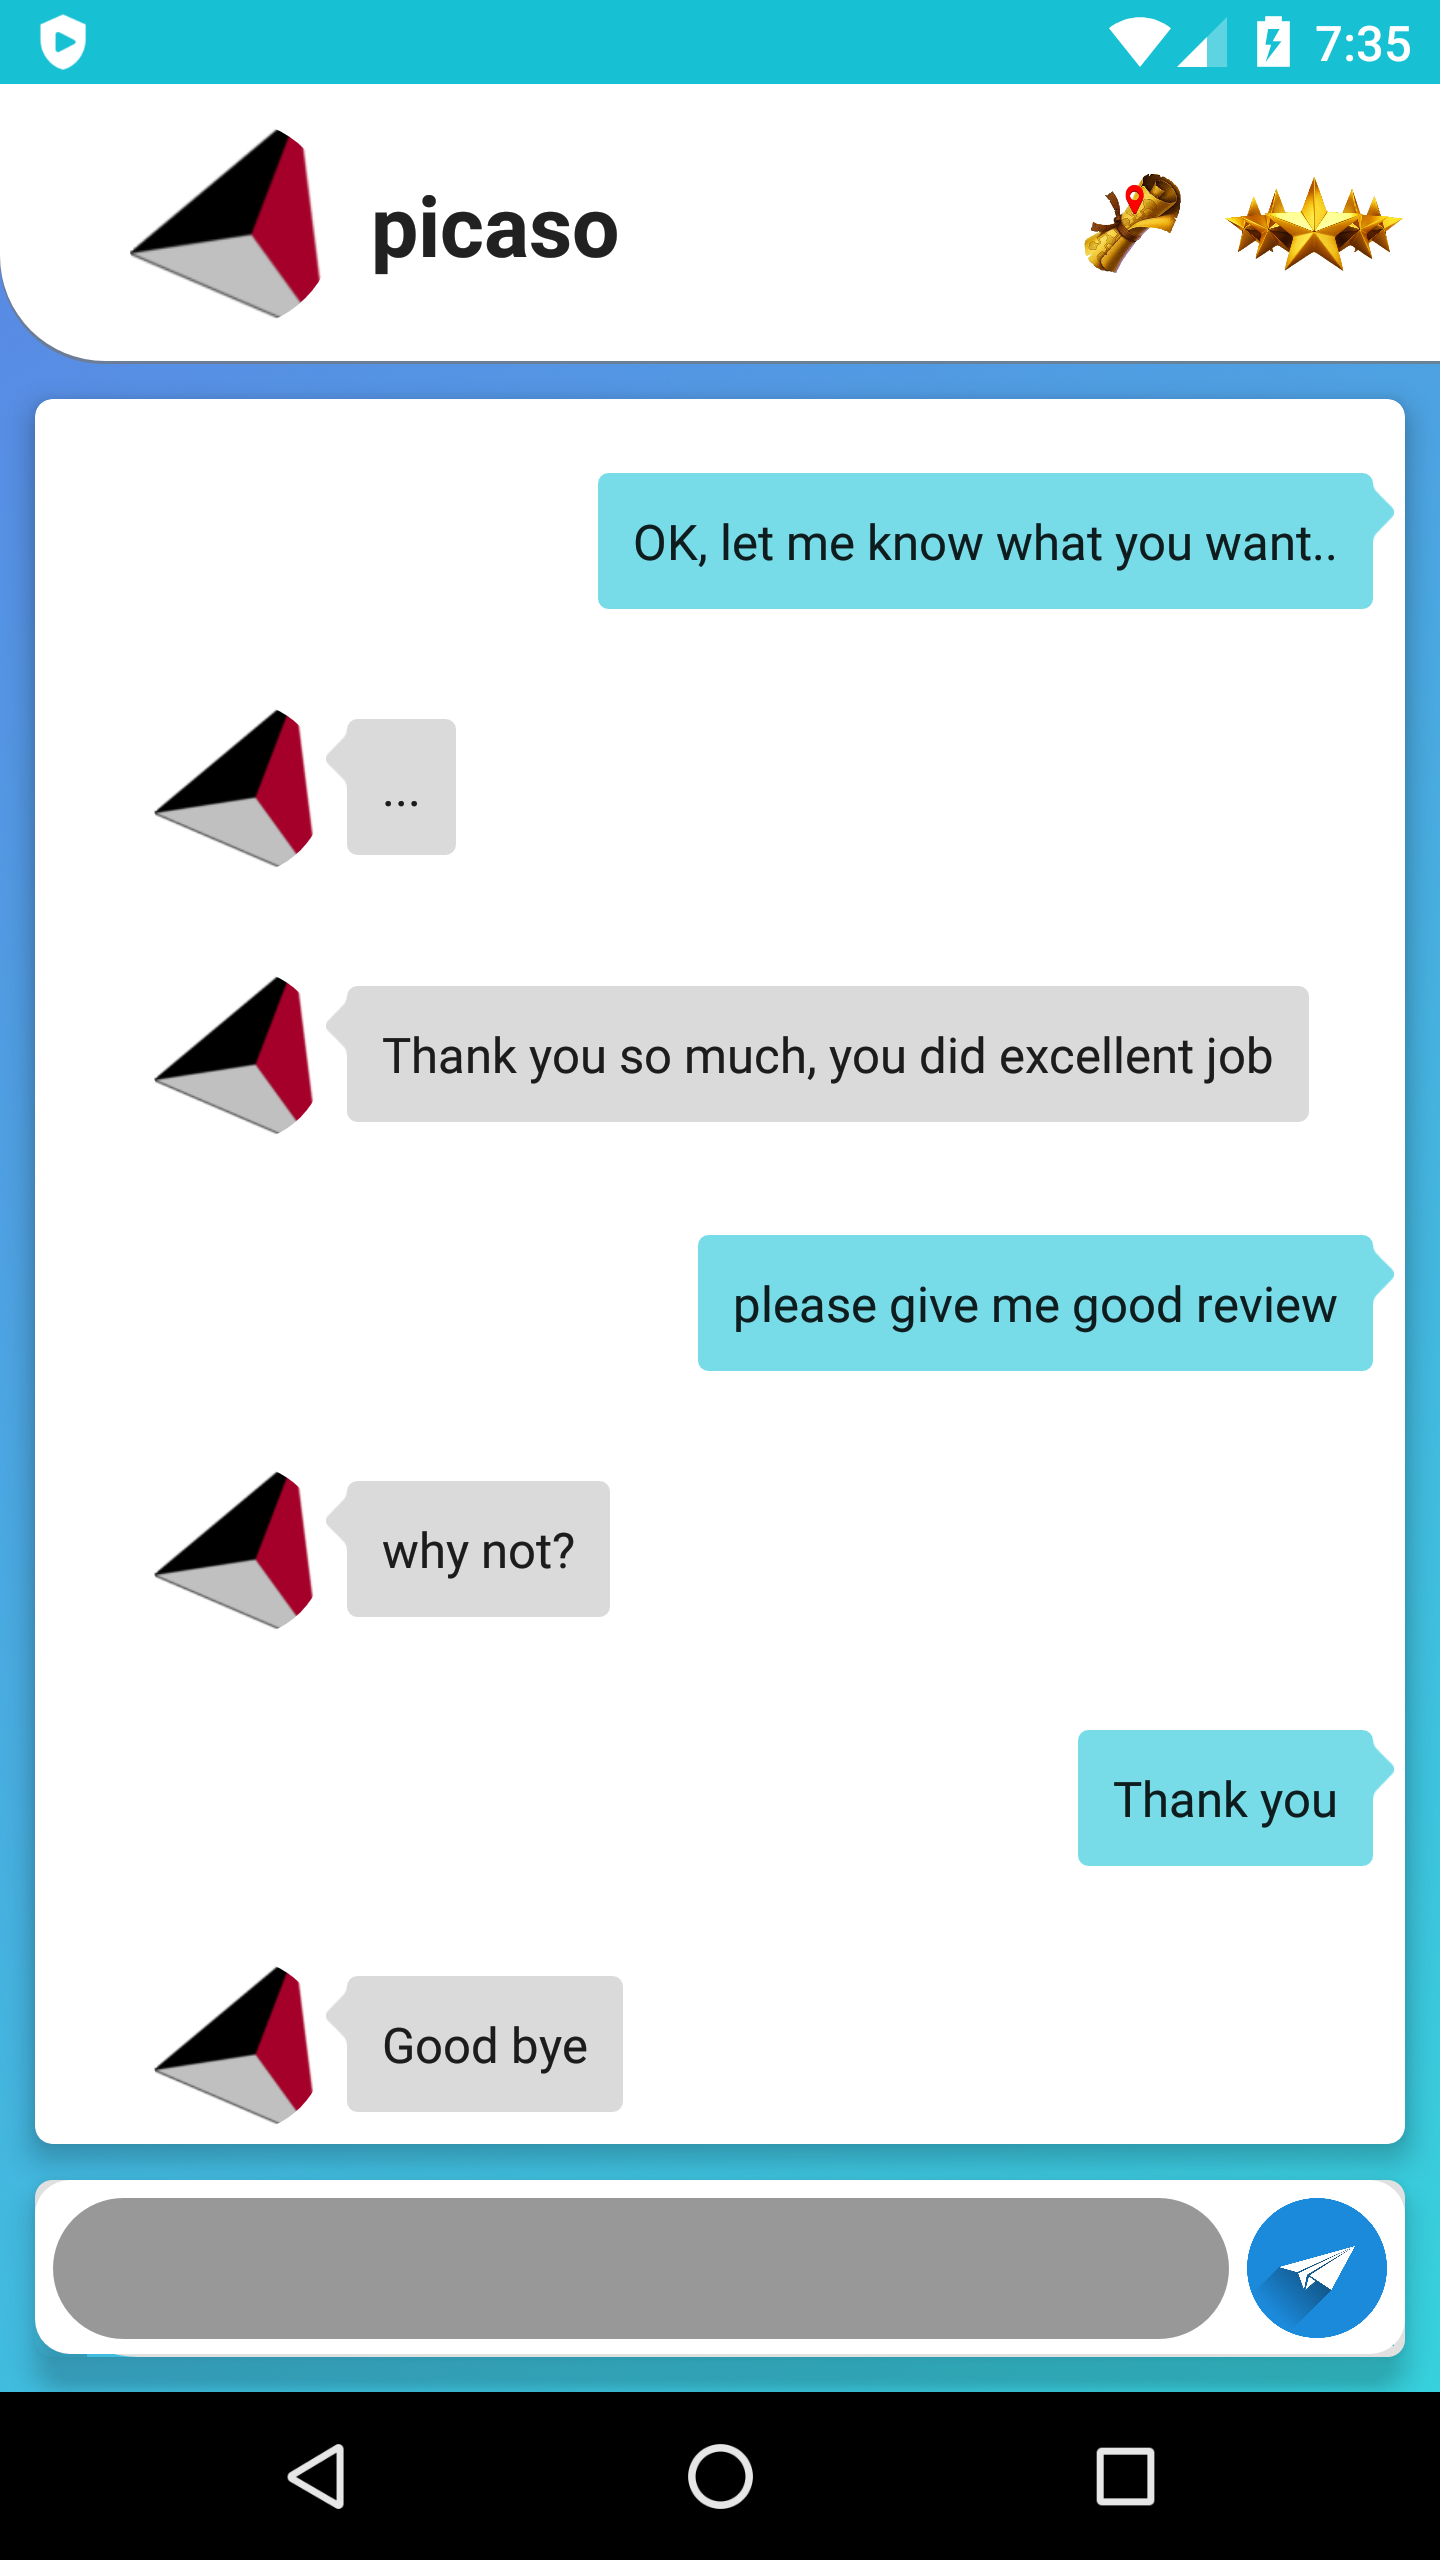 7:35
picaso
OK, let me know what you want..
...
Thank you so much, you did excellent job
please give me good review
why not?
Thank you
Good bye